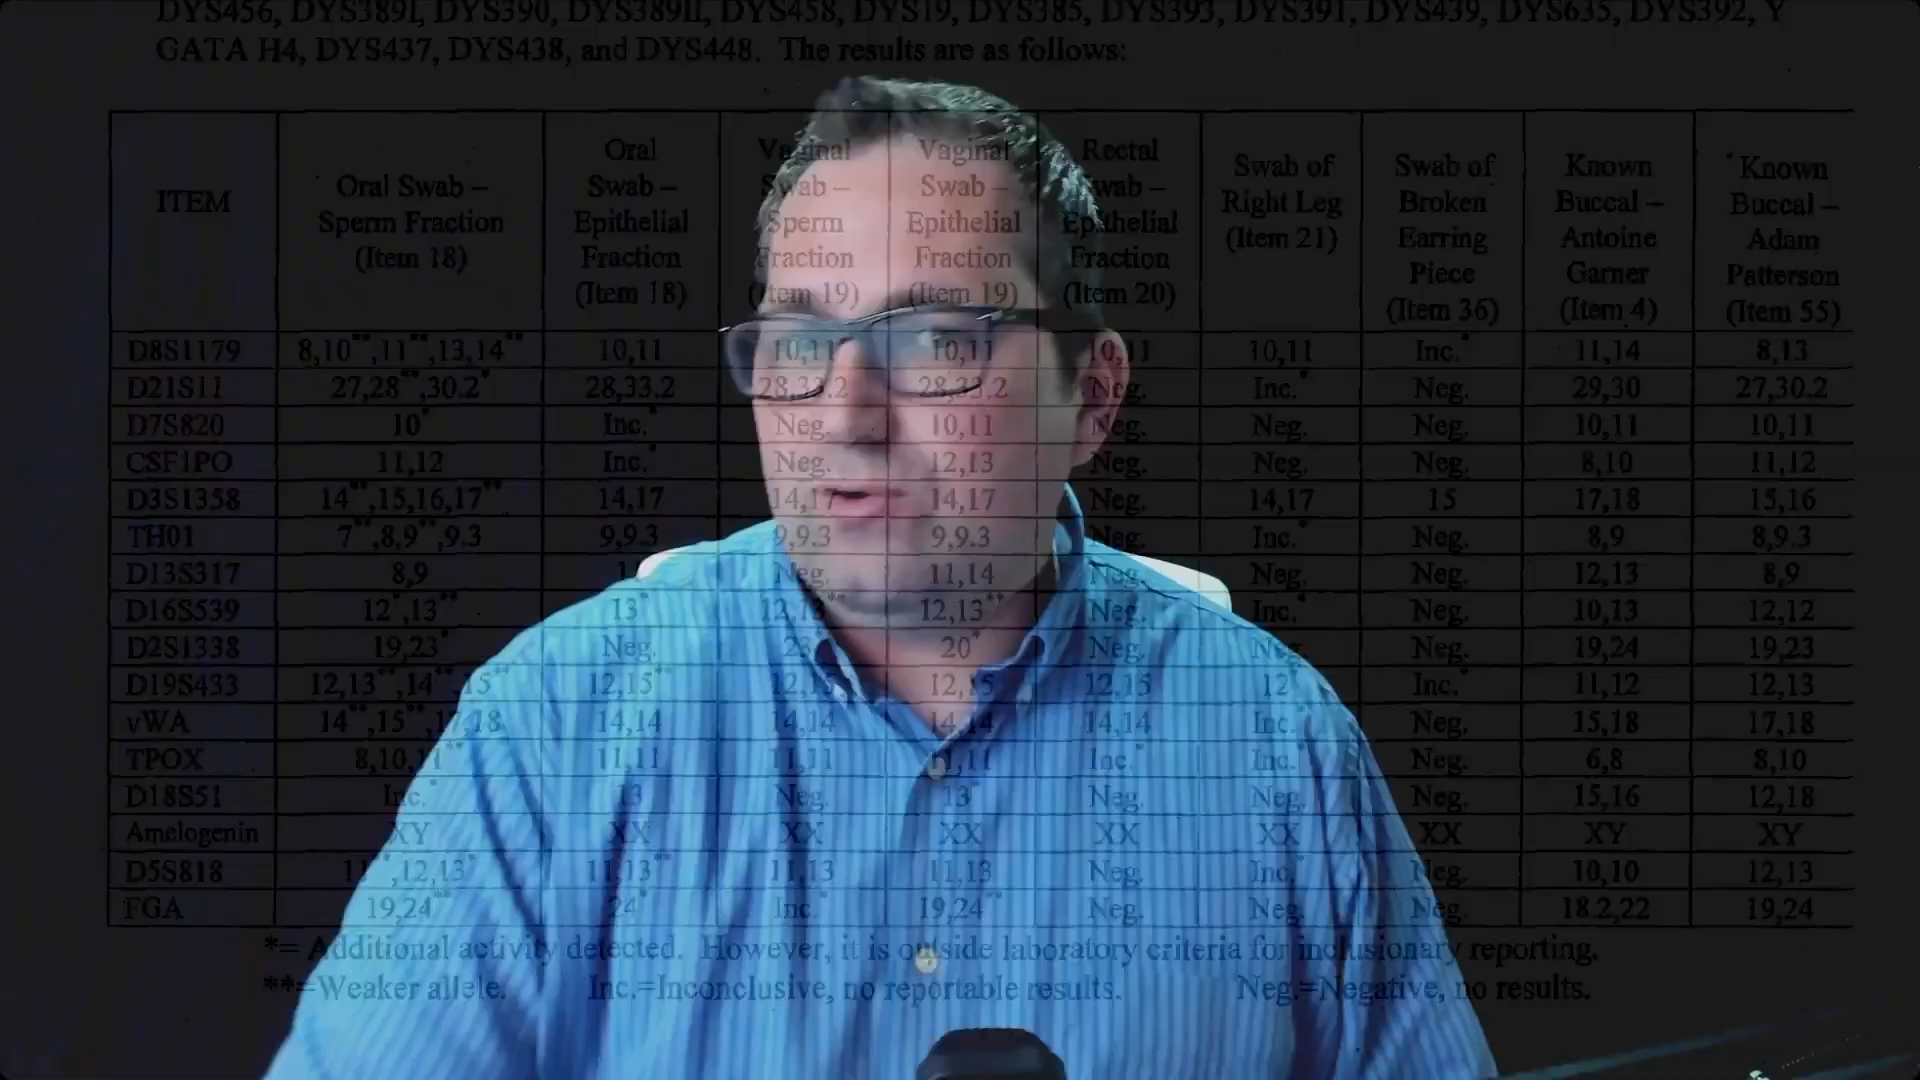 DYS456, DYS389I, DYS390, DYS389II, DYS458, DYS19, DYS385, DYS393, DYS391, DYS439, DYS635, DYS392, Y
GATA H4, DYS437, DYS438, and DYS448. The results are as follows:
ITEM | Oral Swab – Sperm Fraction (Item 18) | Oral Swab – Epithelial Fraction (Item 18) | Vaginal Swab – Sperm Fraction (Item 19) | Vaginal Swab – Epithelial Fraction (Item 19) | Rectal Swab – Epithelial Fraction (Item 20) | Swab of Right Leg (Item 21) | Swab of Broken Earring Piece (Item 36) | Known Buccal – Antoine Garner (Item 4) | Known Buccal – Adam Patterson (Item 55)
D8S1179 8,10**,11**,13,14** 10,11 10,11 10,11 10,11 10,11 Inc.* 11,14 8,13
D21S11 27,28**,30.2* 28,33.2 28,33.2 28,33.2 Neg. Inc.* Neg. 29,30 27,30.2
D7S820 10* Inc.* Neg. 10,11 Neg. Neg. Neg. 10,11 10,11
CSF1PO 11,12 Inc.* Neg. 12,13 Neg. Neg. Neg. 8,10 11,12
D3S1358 14**,15,16,17** 14,17 14,17 14,17 Neg. 14,17 15 17,18 15,16
TH01 7**,8,9**,9.3 9,9.3 9,9.3 9,9.3 Neg. Inc.* Neg. 8,9 8,9.3
D13S317 8,9 Neg. 11,14 Neg. Neg. Neg. 12,13 8,9
D16S539 12*,13** 13* 12,13** 12,13** Neg. Inc.* Neg. 10,13 12,12
D2S1338 19,23* Neg. 23 20* Neg. Neg. Neg. 19,24 19,23
D19S433 12,13**,14**,15** 12,15** 12,15 12,15 12,15 12* Inc.* 11,12 12,13
vWA 14**,15**,17,18 14,14 14,14 14,14 14,14 Inc.* Neg. 15,18 17,18
TPOX 8,10,11** 11,11 11,11 11,11 Inc.* Inc.* Neg. 6,8 8,10
D18S51 Inc.* 13 Neg. 13* Neg. Neg. Neg. 15,16 12,18
Amelogenin XY XX XX XX XX XX XX XY XY
D5S818 11**,12,13* 11,13** 11,13 11,13 Neg. Inc.* Neg. 10,10 12,13
FGA 19,24** 24* Inc.* 19,24** Neg. Neg. Neg. 18.2,22 19,24
*= Additional activity detected. However, it is outside laboratory criteria for inclusionary reporting.
**=Weaker allele. Inc.=Inconclusive, no reportable results. Neg.=Negative, no results.